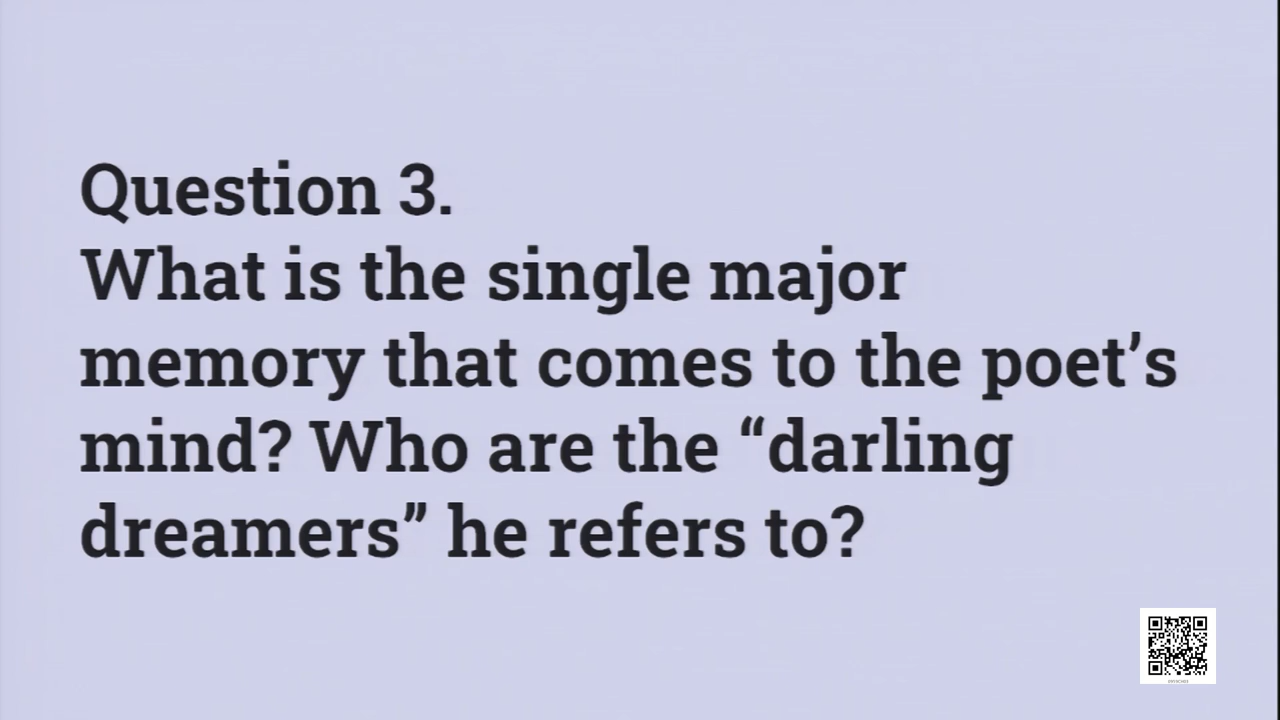 Question 3.
What is the single major
memory that comes to the poet’s
mind? Who are the “darling
dreamers” he refers to?